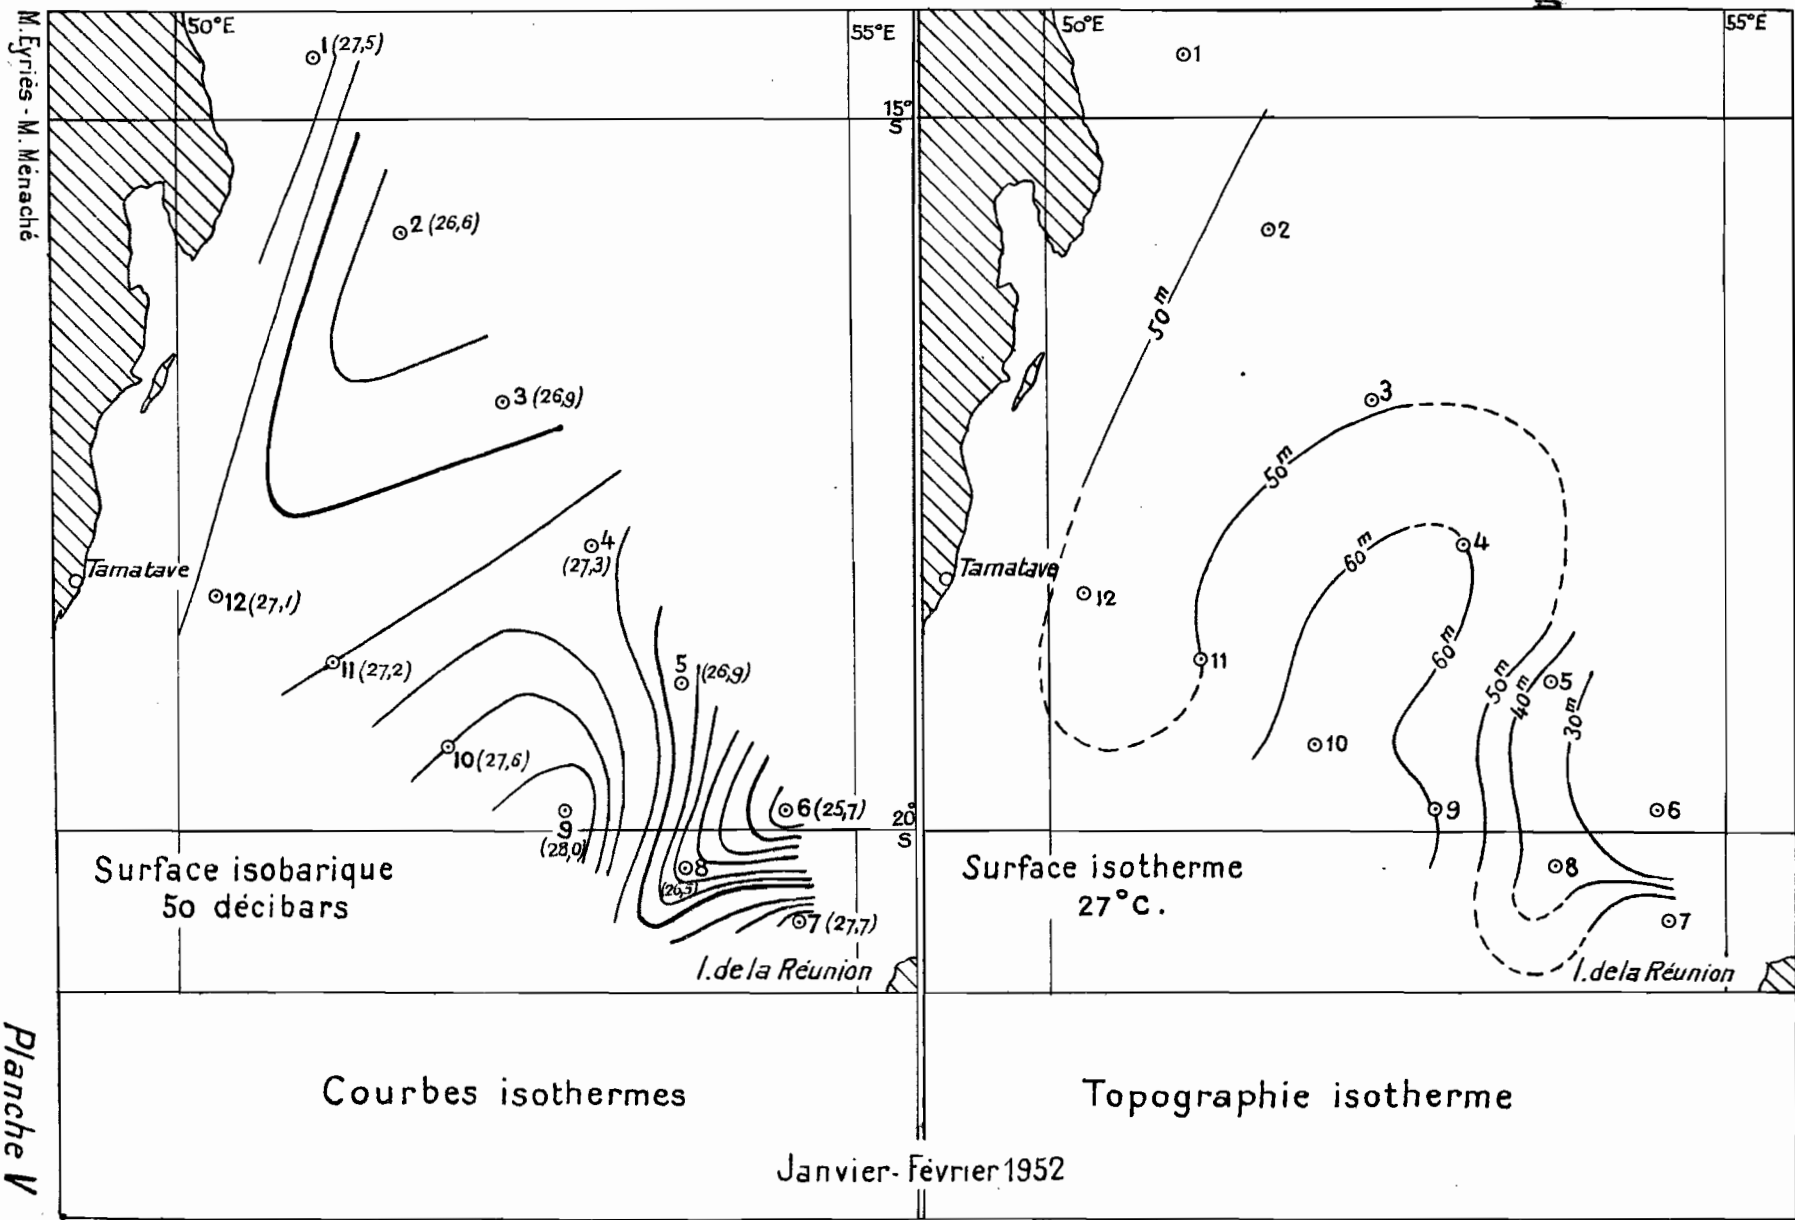 M.Eyriès - M. Ménaché
Planche V
50°E
55°E
15°
S
20°
S
1 (27,5)
2 (26,6)
3 (26,9)
4
(27,3)
5
(26,9)
6 (25,7)
7 (27,7)
8
(26,5)
9
(28,0)
10 (27,6)
11 (27,2)
12 (27,1)
Tamatave
I. de la Réunion
Surface isobarique
50 décibars
Courbes isothermes
50°E
55°E
1
2
3
4
5
6
7
8
9
10
11
12
50m
50m
60m
60m
50m
40m
30m
Tamatave
I. de la Réunion
Surface isotherme
27°C.
Topographie isotherme
Janvier-Février 1952